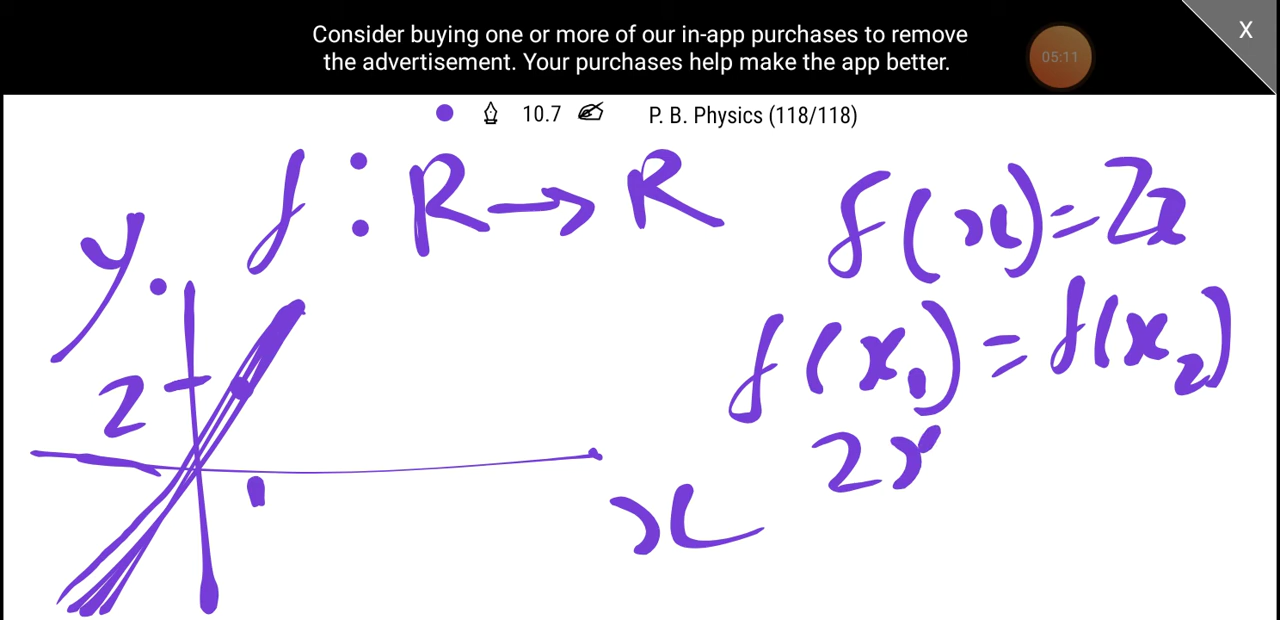 Consider buying one or more of our in-app purchases to remove
the advertisement. Your purchases help make the app better.
05:11
X
10.7 P. B. Physics (118/118)
f : R → R
f(x) = 2x
y
f(x₁) = f(x₂)
2
2x
1
x